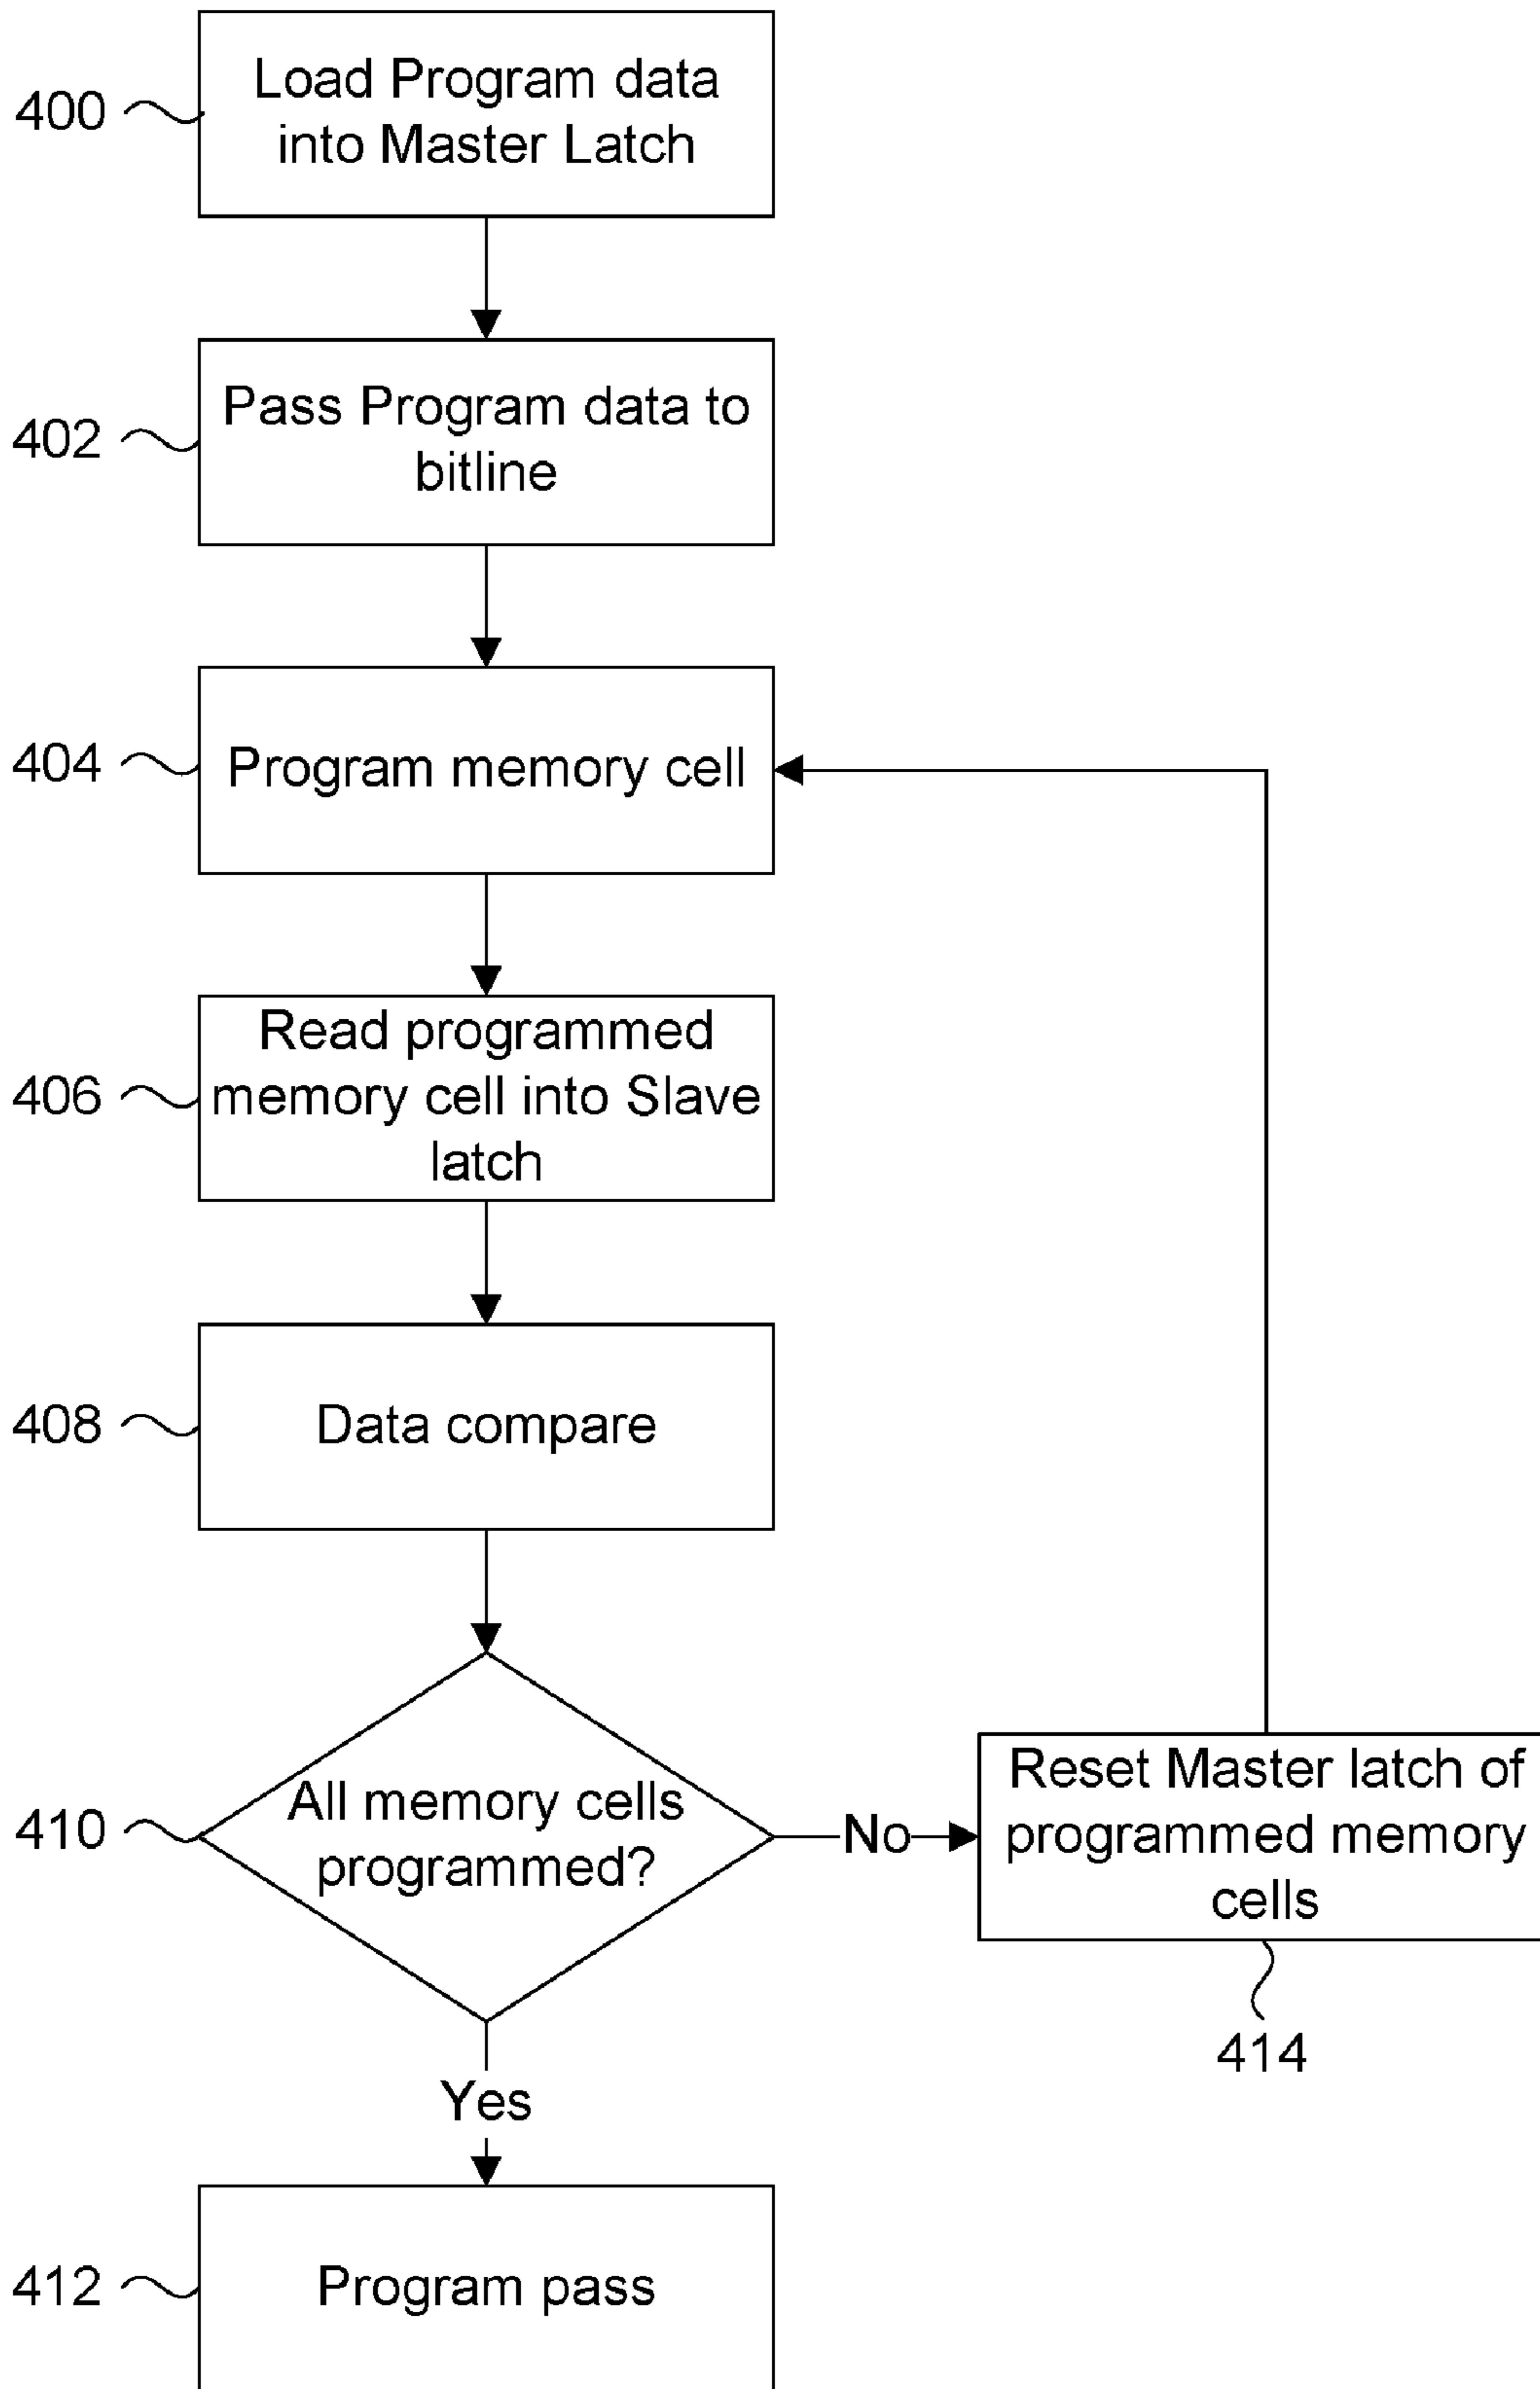 400
Load Program data
into Master Latch
402
Pass Program data to
bitline
404
Program memory cell
406
Read programmed
memory cell into Slave
latch
408
Data compare
410
All memory cells
programmed?
No
Reset Master latch of
programmed memory
cells
414
Yes
412
Program pass